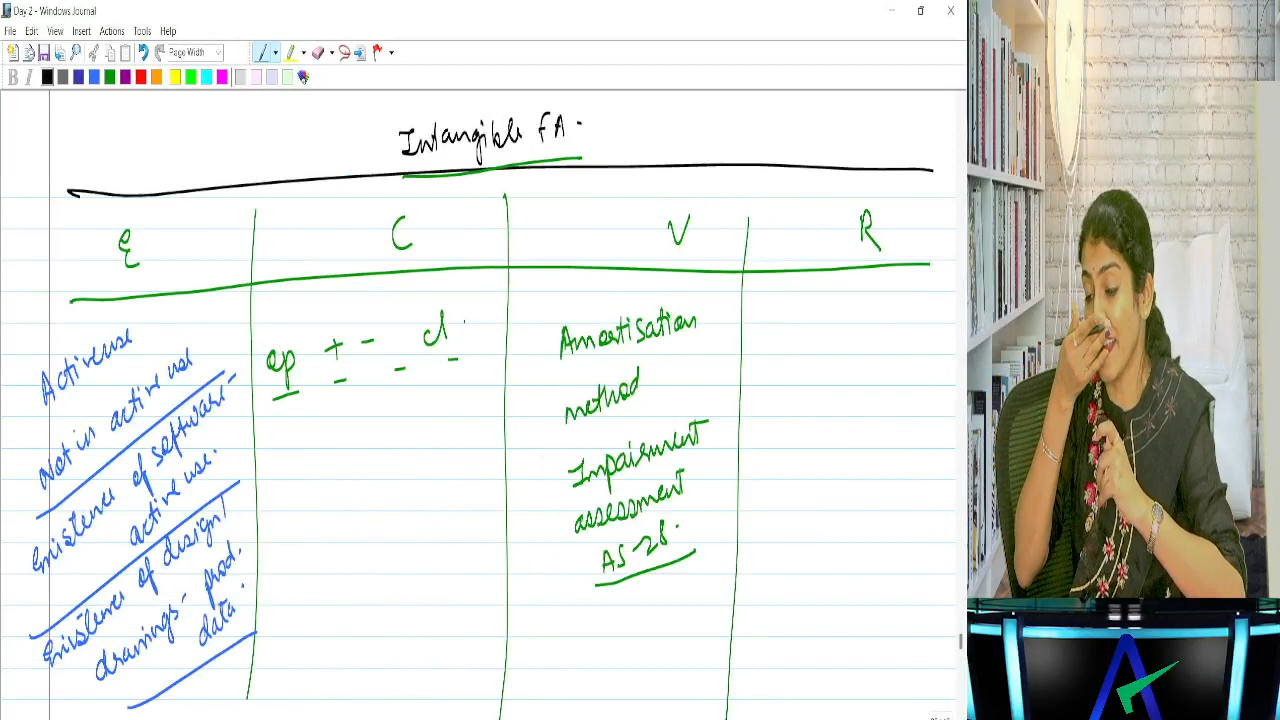 Day 2 - Windows Journal
File Edit View Insert Actions Tools Help
Page Width
B I
Intangible FA.
E C V R
Active use
Not in active use
Existence of software -
active use.
Existence of design/
drawings - prod.
data.
op + - cl
Amortisation
method
Impairment
assessment
AS-28.